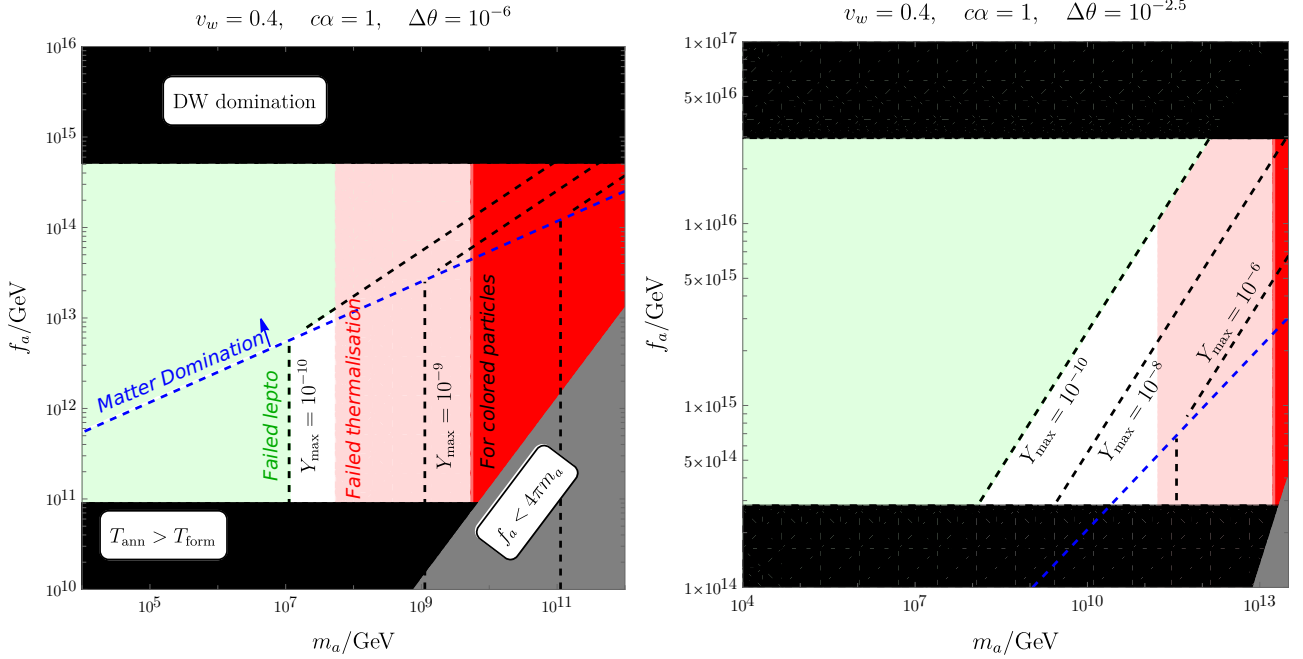 v_w = 0.4, cα = 1, Δθ = 10^{-6}
10^{16}
10^{15}
10^{14}
10^{13}
10^{12}
10^{11}
10^{10}
f_a/GeV
DW domination
Matter Domination
Failed lepto
Y_max = 10^{-10}
Failed thermalisation
Y_max = 10^{-9}
For colored particles
f_a < 4πm_a
T_ann > T_form
10^5
10^7
10^9
10^{11}
m_a/GeV
v_w = 0.4, cα = 1, Δθ = 10^{-2.5}
1×10^{17}
5×10^{16}
1×10^{16}
5×10^{15}
1×10^{15}
5×10^{14}
1×10^{14}
f_a/GeV
Y_max = 10^{-10}
Y_max = 10^{-8}
Y_max = 10^{-6}
10^4
10^7
10^{10}
10^{13}
m_a/GeV